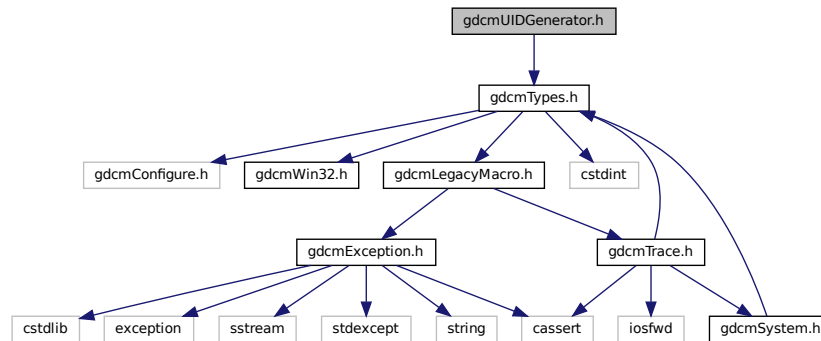 gdcmUIDGenerator.h
gdcmTypes.h
gdcmConfigure.h
gdcmWin32.h
gdcmLegacyMacro.h
cstdint
gdcmException.h
gdcmTrace.h
cstdlib
exception
sstream
stdexcept
string
cassert
iosfwd
gdcmSystem.h